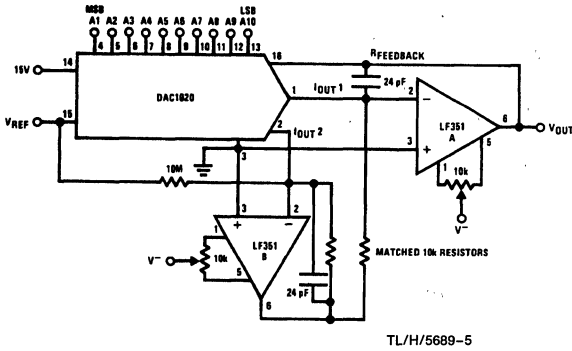 MSB LSB
A1 A2 A3 A4 A5 A6 A7 A8 A9 A10
4 5 6 7 8 9 10 11 12 13
15V 14 16 RFEEDBACK
24 pF
DAC1020 1 IOUT 1 2 − 6 VOUT
LF351 A
VREF 15 2 IOUT 2 3 + 5
3 1 10k
10M V−
3 2
+ −
1 LF351 B MATCHED 10k RESISTORS
V− 10k 5
24 pF
6
TL/H/5689-5